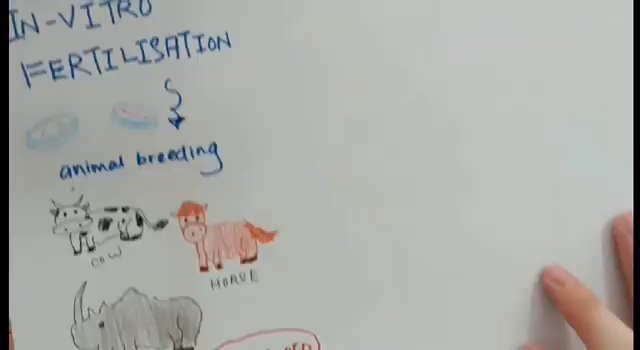 IN-VITRO
FERTILISATION
animal breeding
COW
HORSE